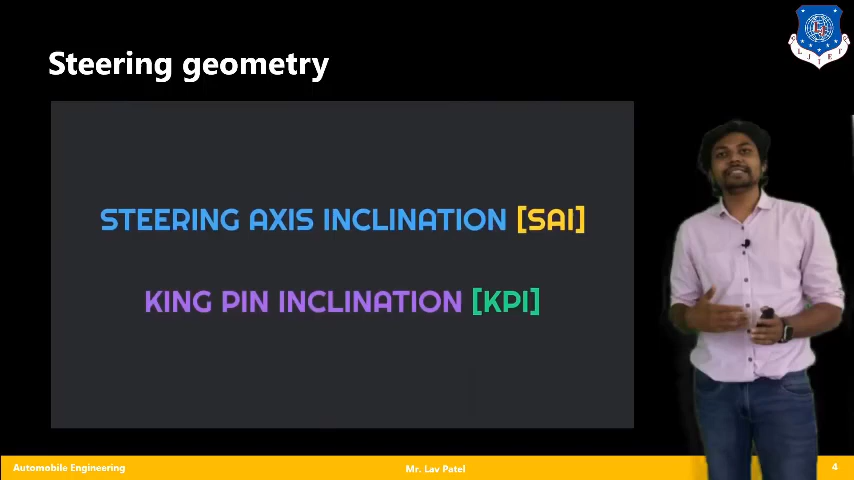 Steering geometry
STEERING AXIS INCLINATION [SAI]
KING PIN INCLINATION [KPI]
Automobile Engineering
Mr. Lav Patel
4
L J I E T